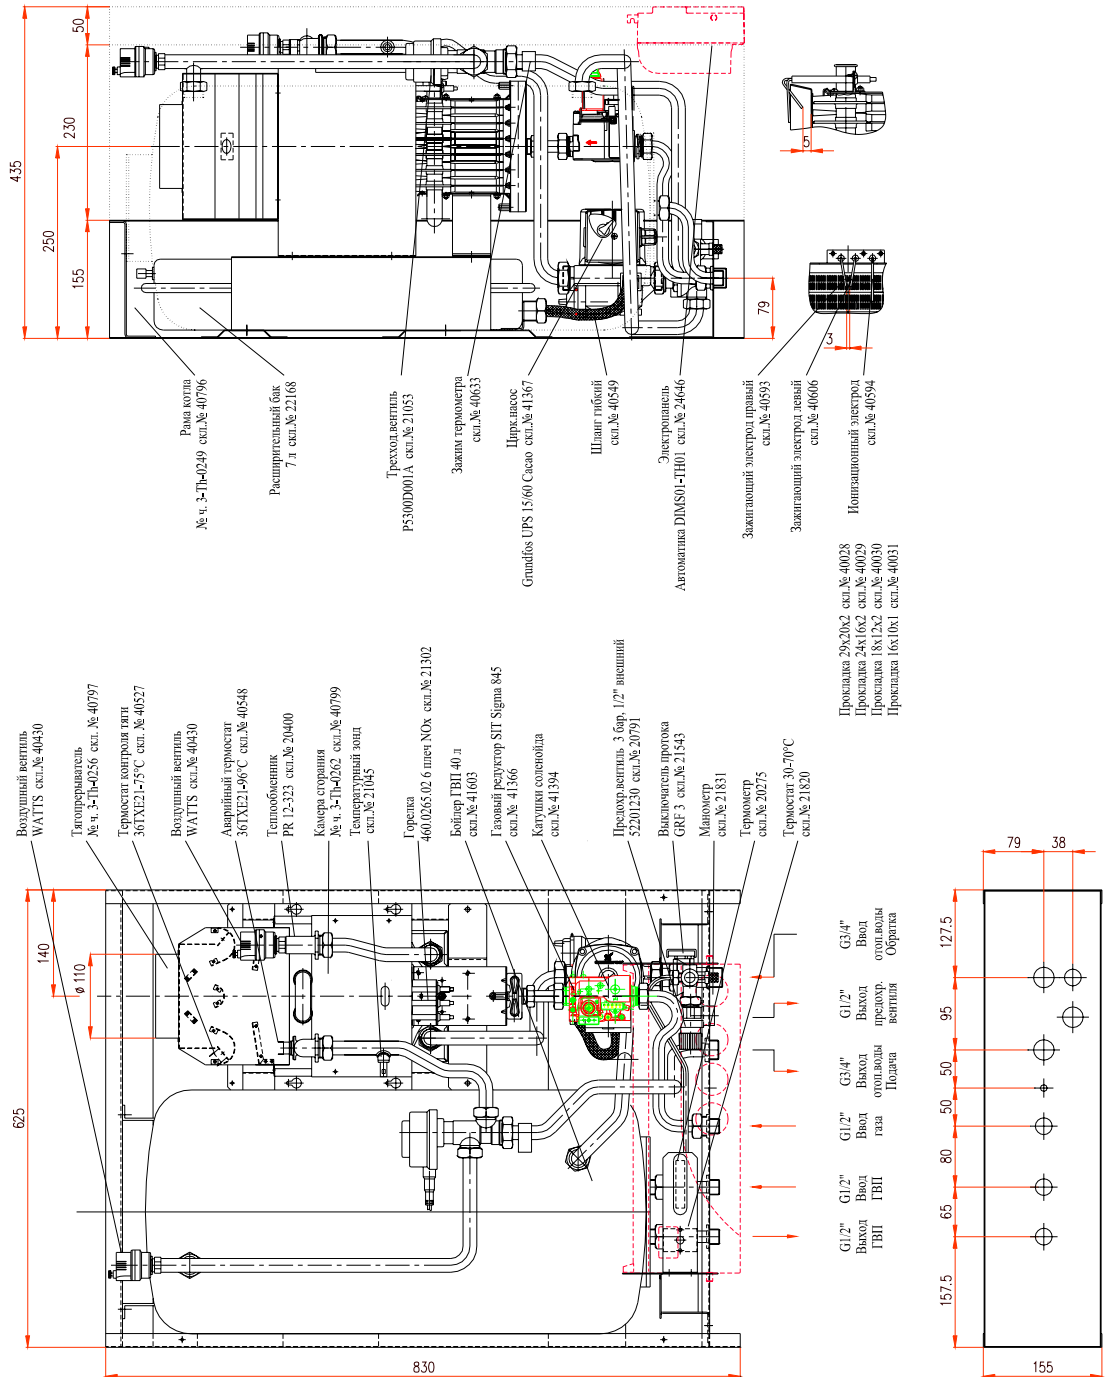 50
230
435
250
155
79
5
3
Рама котла
№ ч. 3-Th-0249 скл.№ 40796
Расширительный бак
7 л скл.№ 22168
Трехход.вентиль
P5300D001A скл.№ 21053
Зажим термометра
скл.№ 40633
Цирк.насос
Grundfos UPS 15/60 Cacao скл.№ 41367
Шланг гибкий
скл.№ 40549
Электропанель
Автоматика DIMS01-TH01 скл.№ 24646
Зажигающий электрод правый
скл.№ 40593
Зажигающий электрод левый
скл.№ 40606
Ионизационный электрод
скл.№ 40594
Прокладка 29x20x2 скл.№ 40028
Прокладка 24x16x2 скл.№ 40029
Прокладка 18x12x2 скл.№ 40030
Прокладка 16x10x1 скл.№ 40031
Воздушный вентиль
WATTS скл.№ 40430
Тягопрерыватель
№ ч. 3-Th-0256 скл. № 40797
Термостат контроля тяги
36TXE21-75°C скл. № 40527
Воздушный вентиль
WATTS скл.№ 40430
Аварийный термостат
36TXE21-96°C скл.№ 40548
Теплообменник
PR 12-323 скл.№ 20400
Камера сгорания
№ ч. 3-Th-0262 скл.№ 40799
Температурный зонд
скл.№ 21045
Горелка
460.0265.02 6 плеч NOx скл.№ 21302
Бойлер ГВП 40 л
скл.№ 41603
Газовый редуктор SIT Sigma 845
скл.№ 41366
Катушки соленойда
скл.№ 41394
Предохр.вентиль 3 бар, 1/2" внешний
52201230 скл.№ 20791
Выключатель протока
GRF 3 скл.№ 21543
Манометр
скл.№ 21831
Термометр
скл.№ 20275
Термостат 30-70°C
скл.№ 21820
140
ø 110
625
830
G3/4"
Ввод
отоп.воды
Обратка
G1/2"
Выход
предохр.
вентиля
G3/4"
Выход
отоп.воды
Подача
G1/2"
Ввод
газа
G1/2"
Ввод
ГВП
G1/2"
Выход
ГВП
79
38
127.5
95
50
50
80
65
157.5
155